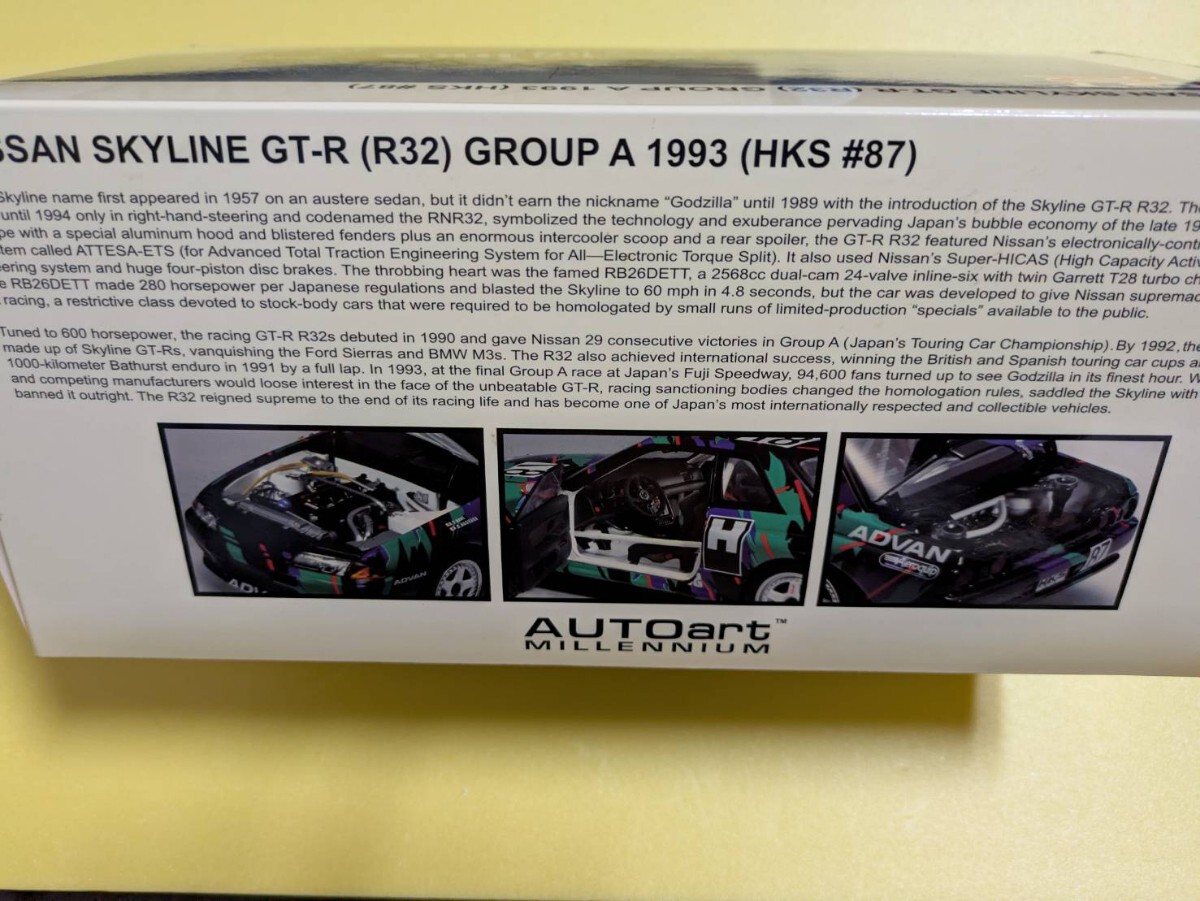 NISSAN SKYLINE GT-R (R32) GROUP A 1993 (HKS #87)
SSAN SKYLINE GT-R (R32) GROUP A 1993 (HKS #87)
Skyline name first appeared in 1957 on an austere sedan, but it didn't earn the nickname “Godzilla” until 1989 with the introduction of the Skyline GT-R R32. The
until 1994 only in right-hand-steering and codenamed the RNR32, symbolized the technology and exuberance pervading Japan's bubble economy of the late 19
pe with a special aluminum hood and blistered fenders plus an enormous intercooler scoop and a rear spoiler, the GT-R R32 featured Nissan's electronically-cont
tem called ATTESA-ETS (for Advanced Total Traction Engineering System for All—Electronic Torque Split). It also used Nissan's Super-HICAS (High Capacity Activ
eering system and huge four-piston disc brakes. The throbbing heart was the famed RB26DETT, a 2568cc dual-cam 24-valve inline-six with twin Garrett T28 turbo ch
e RB26DETT made 280 horsepower per Japanese regulations and blasted the Skyline to 60 mph in 4.8 seconds, but the car was developed to give Nissan supremac
racing, a restrictive class devoted to stock-body cars that were required to be homologated by small runs of limited-production “specials” available to the public.
Tuned to 600 horsepower, the racing GT-R R32s debuted in 1990 and gave Nissan 29 consecutive victories in Group A (Japan's Touring Car Championship). By 1992, the
made up of Skyline GT-Rs, vanquishing the Ford Sierras and BMW M3s. The R32 also achieved international success, winning the British and Spanish touring car cups a
1000-kilometer Bathurst enduro in 1991 by a full lap. In 1993, at the final Group A race at Japan's Fuji Speedway, 94,600 fans turned up to see Godzilla in its finest hour. W
and competing manufacturers would loose interest in the face of the unbeatable GT-R, racing sanctioning bodies changed the homologation rules, saddled the Skyline with
banned it outright. The R32 reigned supreme to the end of its racing life and has become one of Japan's most internationally respected and collectible vehicles.
ADVAN
H
ADVAN
87
AUTOart™
MILLENNIUM